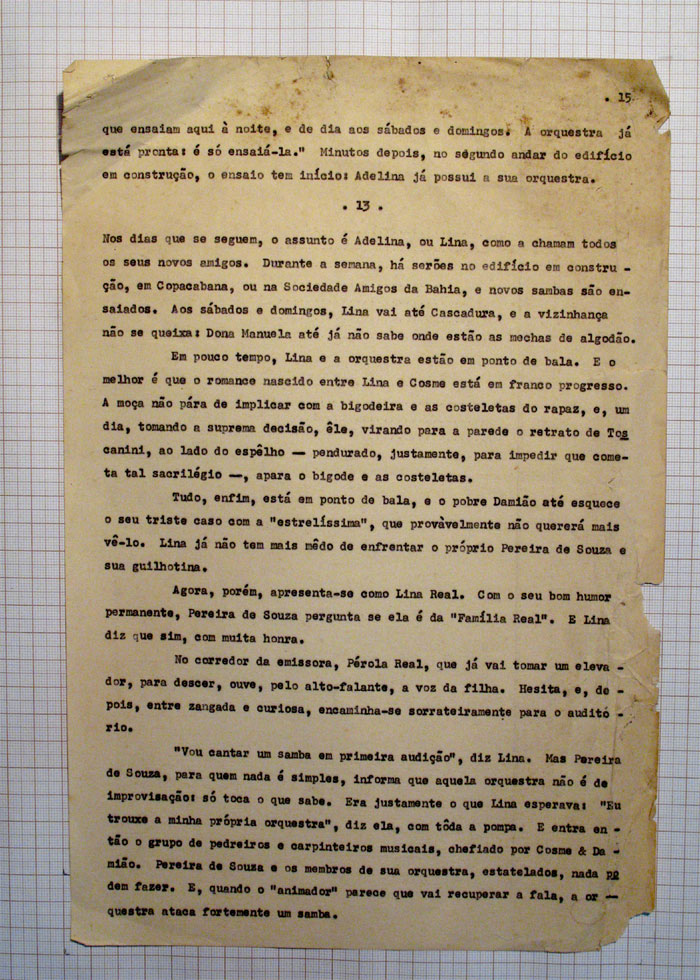 . 15
que ensaiam aqui à noite, e de dia aos sábados e domingos. A orquestra já
está pronta: é só ensaiá-la." Minutos depois, no segundo andar do edifício
em construção, o ensaio tem início: Adelina já possui a sua orquestra.
. 13 .
Nos dias que se seguem, o assunto é Adelina, ou Lina, como a chamam todos
os seus novos amigos. Durante a semana, há serões no edifício em constru -
ção, em Copacabana, ou na Sociedade Amigos da Bahia, e novos sambas são en-
saiados. Aos sábados e domingos, Lina vai até Cascadura, e a vizinhança
não se queixa: Dona Manuela até já não sabe onde estão as mechas de algodão.
Em pouco tempo, Lina e a orquestra estão em ponto de bala. E o
melhor é que o romance nascido entre Lina e Cosme está em franco progresso.
A moça não pára de implicar com a bigodeira e as costeletas do rapaz, e, um
dia, tomando a suprema decisão, êle, virando para a parede o retrato de Tos
canini, ao lado do espêlho — pendurado, justamente, para impedir que come-
ta tal sacrilégio —, apara o bigode e as costeletas.
Tudo, enfim, está em ponto de bala, e o pobre Damião até esquece
o seu triste caso com a "estrelíssima", que provàvelmente não quererá mais
vê-lo. Lina já não tem mais mêdo de enfrentar o próprio Pereira de Souza e
sua guilhotina.
Agora, porém, apresenta-se como Lina Real. Com o seu bom humor
permanente, Pereira de Souza pergunta se ela é da "Família Real". E Lina
diz que sim, com muita honra.
No corredor da emissora, Pérola Real, que já vai tomar um eleva -
dor, para descer, ouve, pelo alto-falante, a voz da filha. Hesita, e, de -
pois, entre zangada e curiosa, encaminha-se sorrateiramente para o auditó -
rio.
"Vou cantar um samba em primeira audição", diz Lina. Mas Pereira
de Souza, para quem nada é simples, informa que aquela orquestra não é de
improvisação: só toca o que sabe. Era justamente o que Lina esperava: "Eu
trouxe a minha própria orquestra", diz ela, com tôda a pompa. E entra en -
tão o grupo de pedreiros e carpinteiros musicais, chefiado por Cosme & Da -
mião. Pereira de Souza e os membros de sua orquestra, estatelados, nada po
dem fazer. E, quando o "animador" parece que vai recuperar a fala, a or —
questra ataca fortemente um samba.